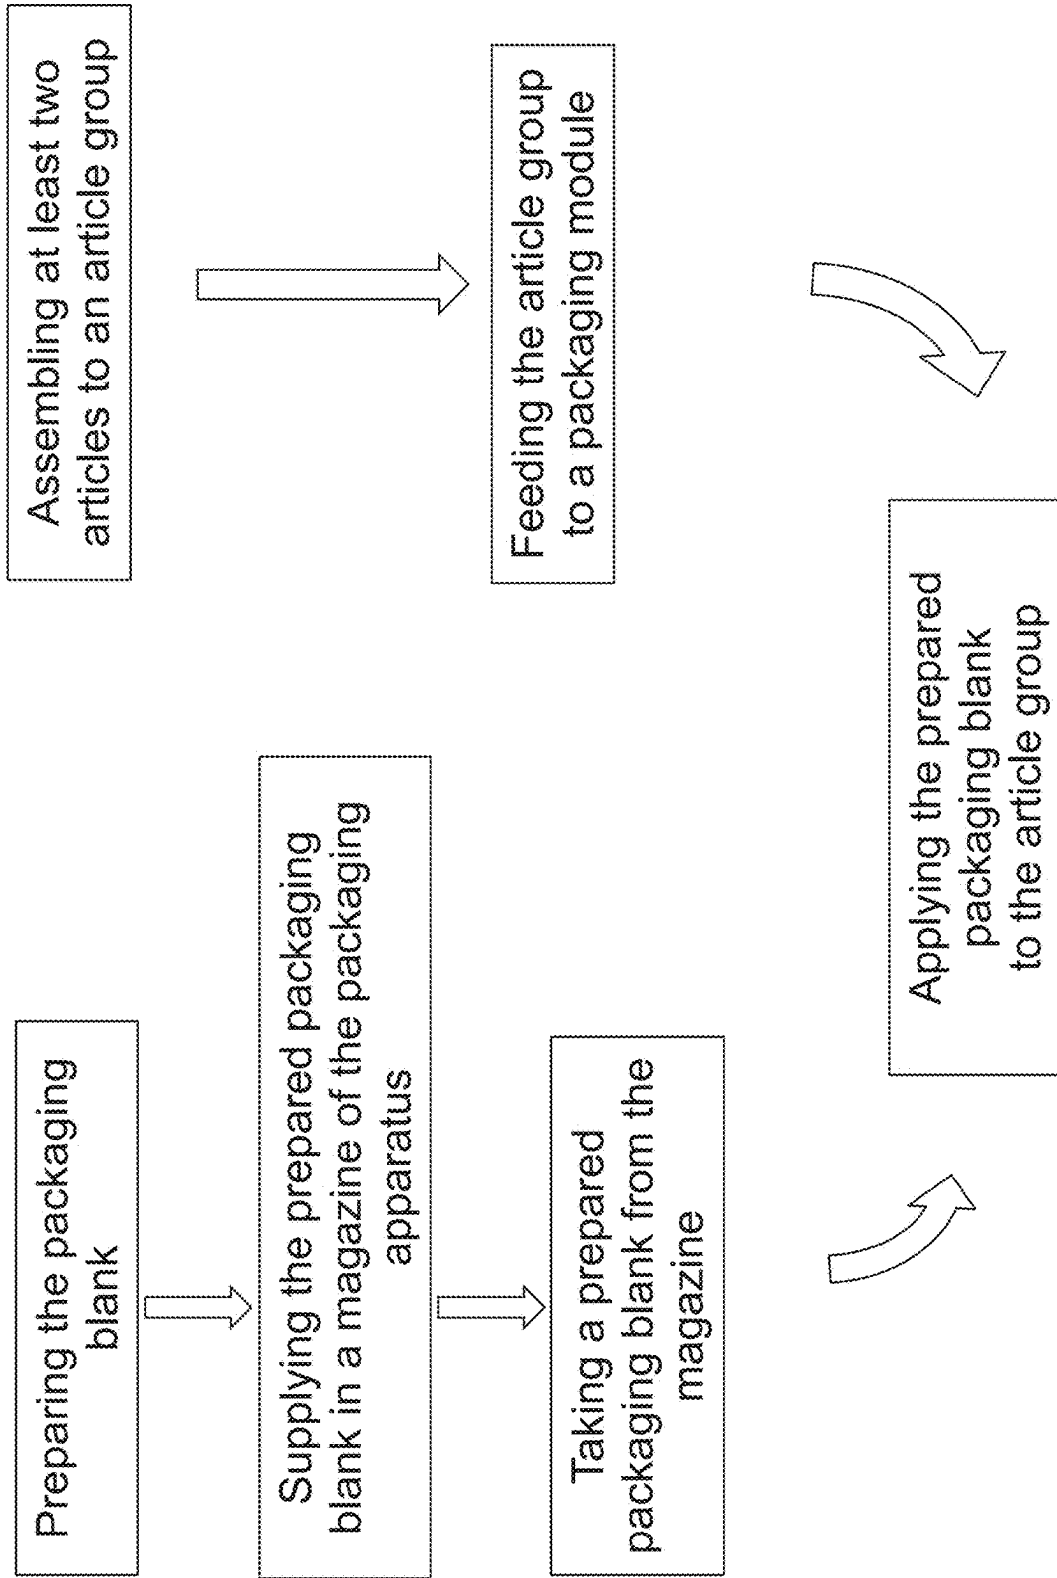 Preparing the packaging
blank
Supplying the prepared packaging
blank in a magazine of the packaging
apparatus
Taking a prepared
packaging blank from the
magazine
Assembling at least two
articles to an article group
Feeding the article group
to a packaging module
Applying the prepared
packaging blank
to the article group